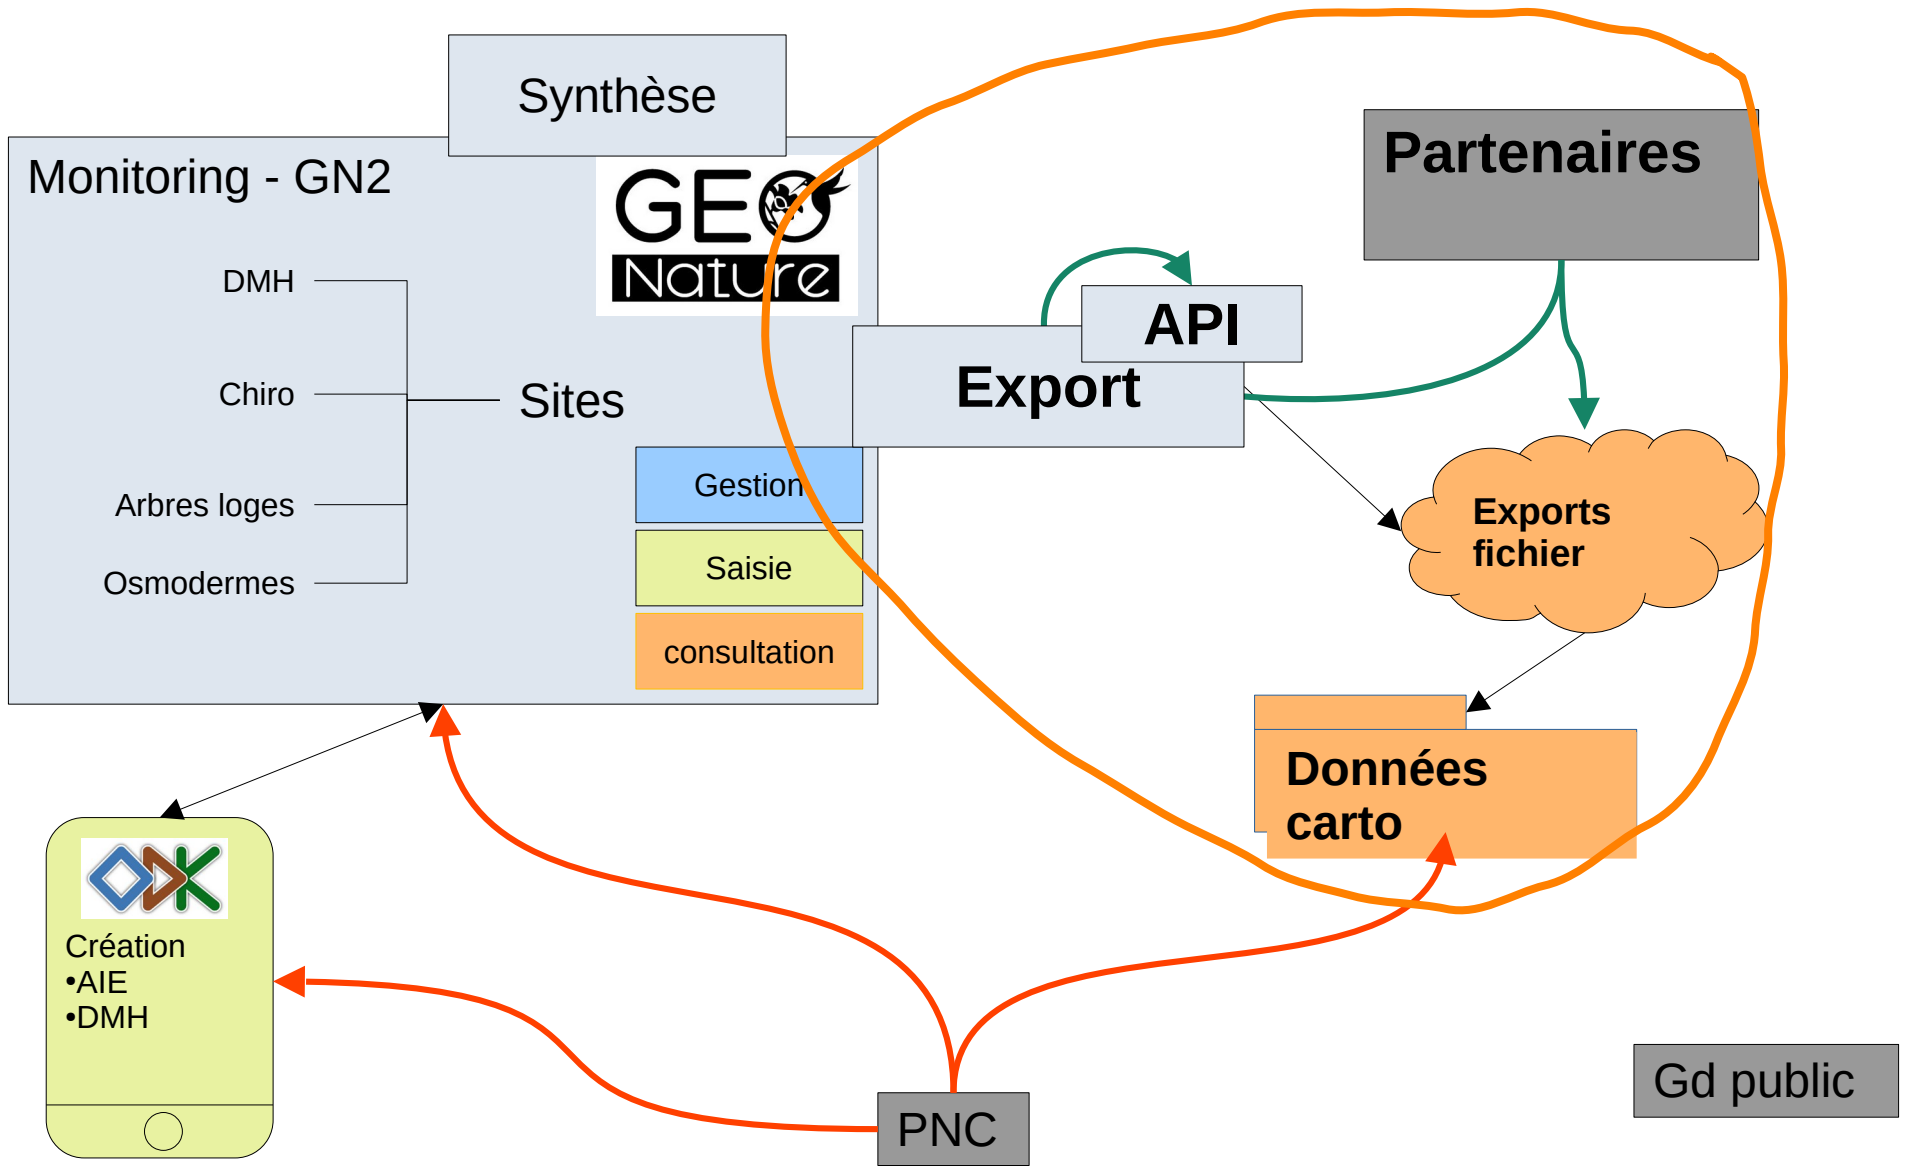 Synthèse
Monitoring - GN2
GEO
Nature
Partenaires
DMH
API
Chiro
Sites
Export
Gestion
Arbres loges
Exports
fichier
Saisie
Osmodermes
consultation
Données
carto
ODK
Création
•AIE
•DMH
Gd public
PNC